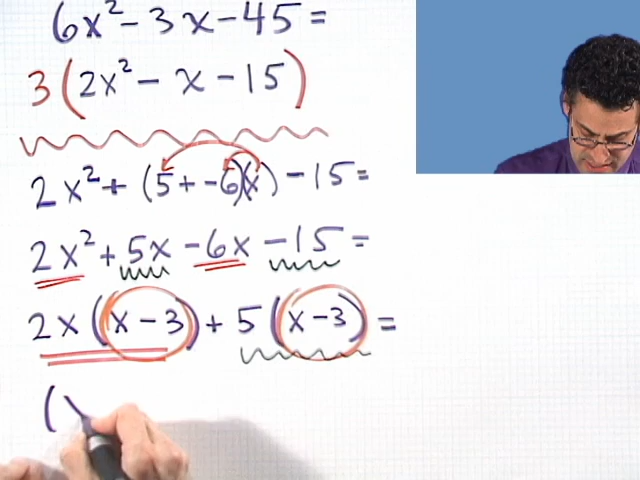 6x² - 3x - 45 =
3(2x² - x - 15)
2x² + (5 + -6)(x) - 15 =
2x² + 5x - 6x - 15 =
2x(x - 3) + 5(x - 3) =
(